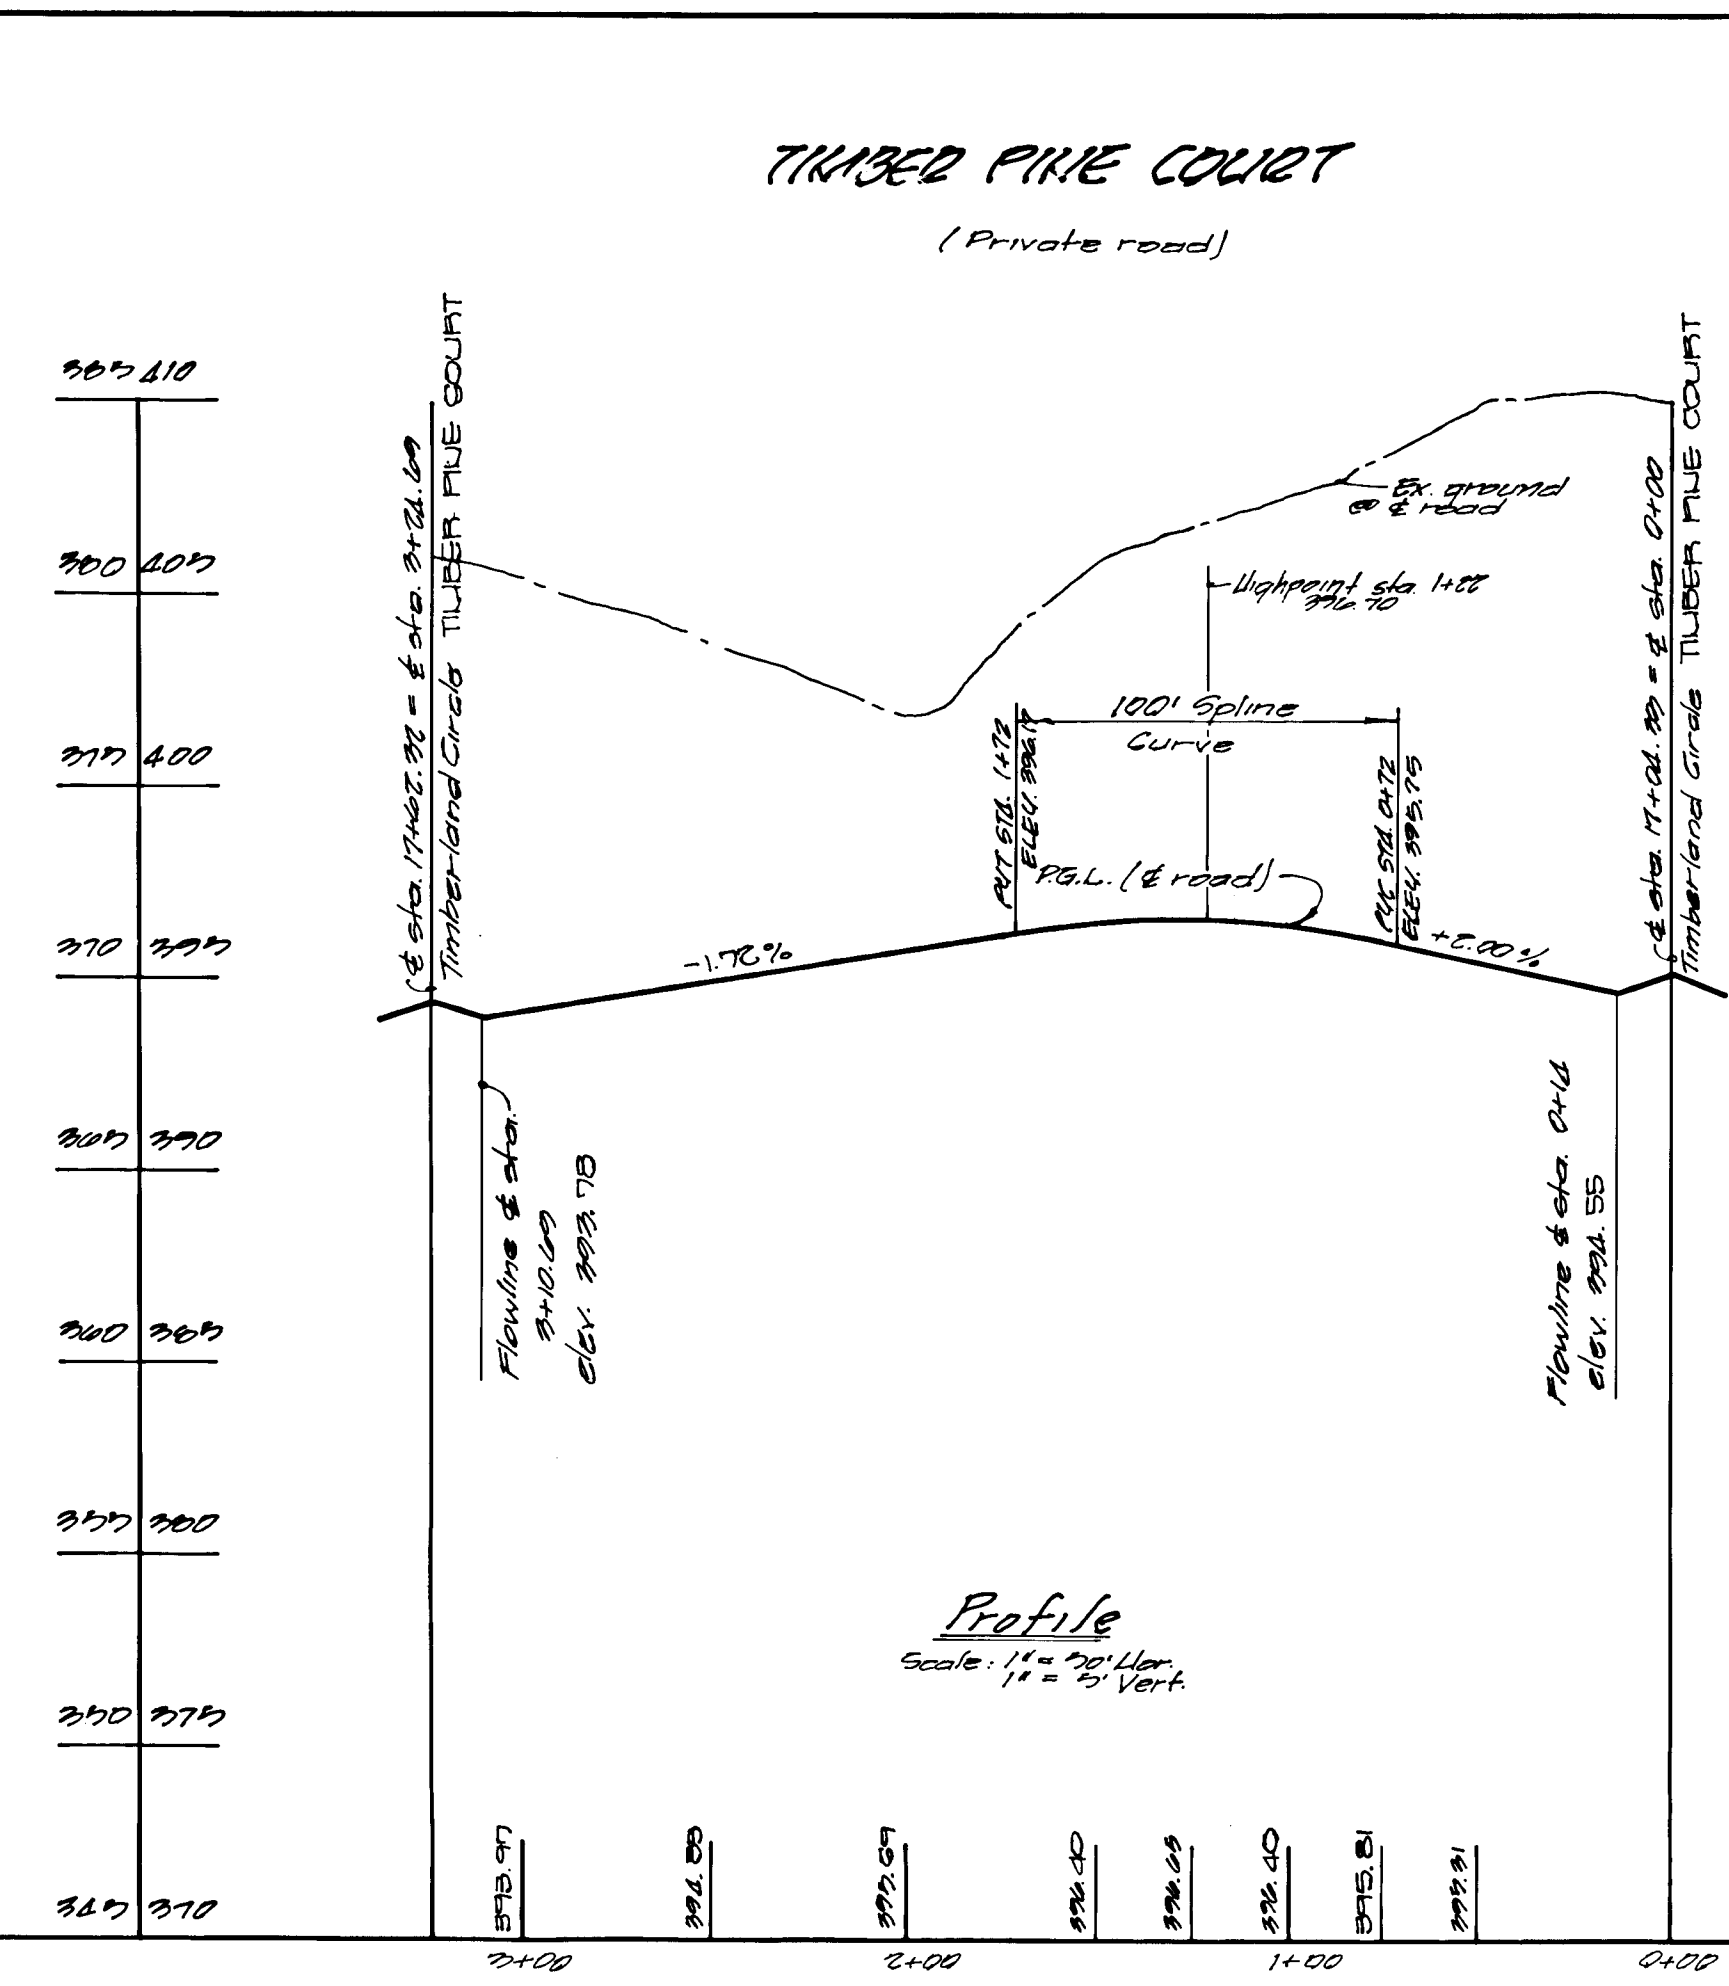 TIMBER PINE COURT
(Private road)
385 410
380 405
375 400
370 395
365 390
360 385
355 380
350 375
345 370
℄ sta. 17+62.32 = ℄ sta. 3+24.69
Timberland Circle TIMBER PINE COURT
Ex. ground
@ ℄ road
Highpoint sta. 1+22
396.70
100' Spline
Curve
PVT STA. 1+72
ELEV. 396.17
P.G.L. (℄ road)
PVC STA. 0+72
ELEV. 395.75
-1.72%
+2.00%
℄ sta. 0+00
Timberland Circle TIMBER PINE COURT
Flowline ℄ sta.
3+10.69
elev. 393.78
Flowline ℄ sta. 0+14
elev. 394.55
Profile
Scale: 1" = 50' Hor.
1" = 5' Vert.
393.97
394.83
395.69
396.40
396.65
396.40
395.81
395.31
3+00
2+00
1+00
0+00